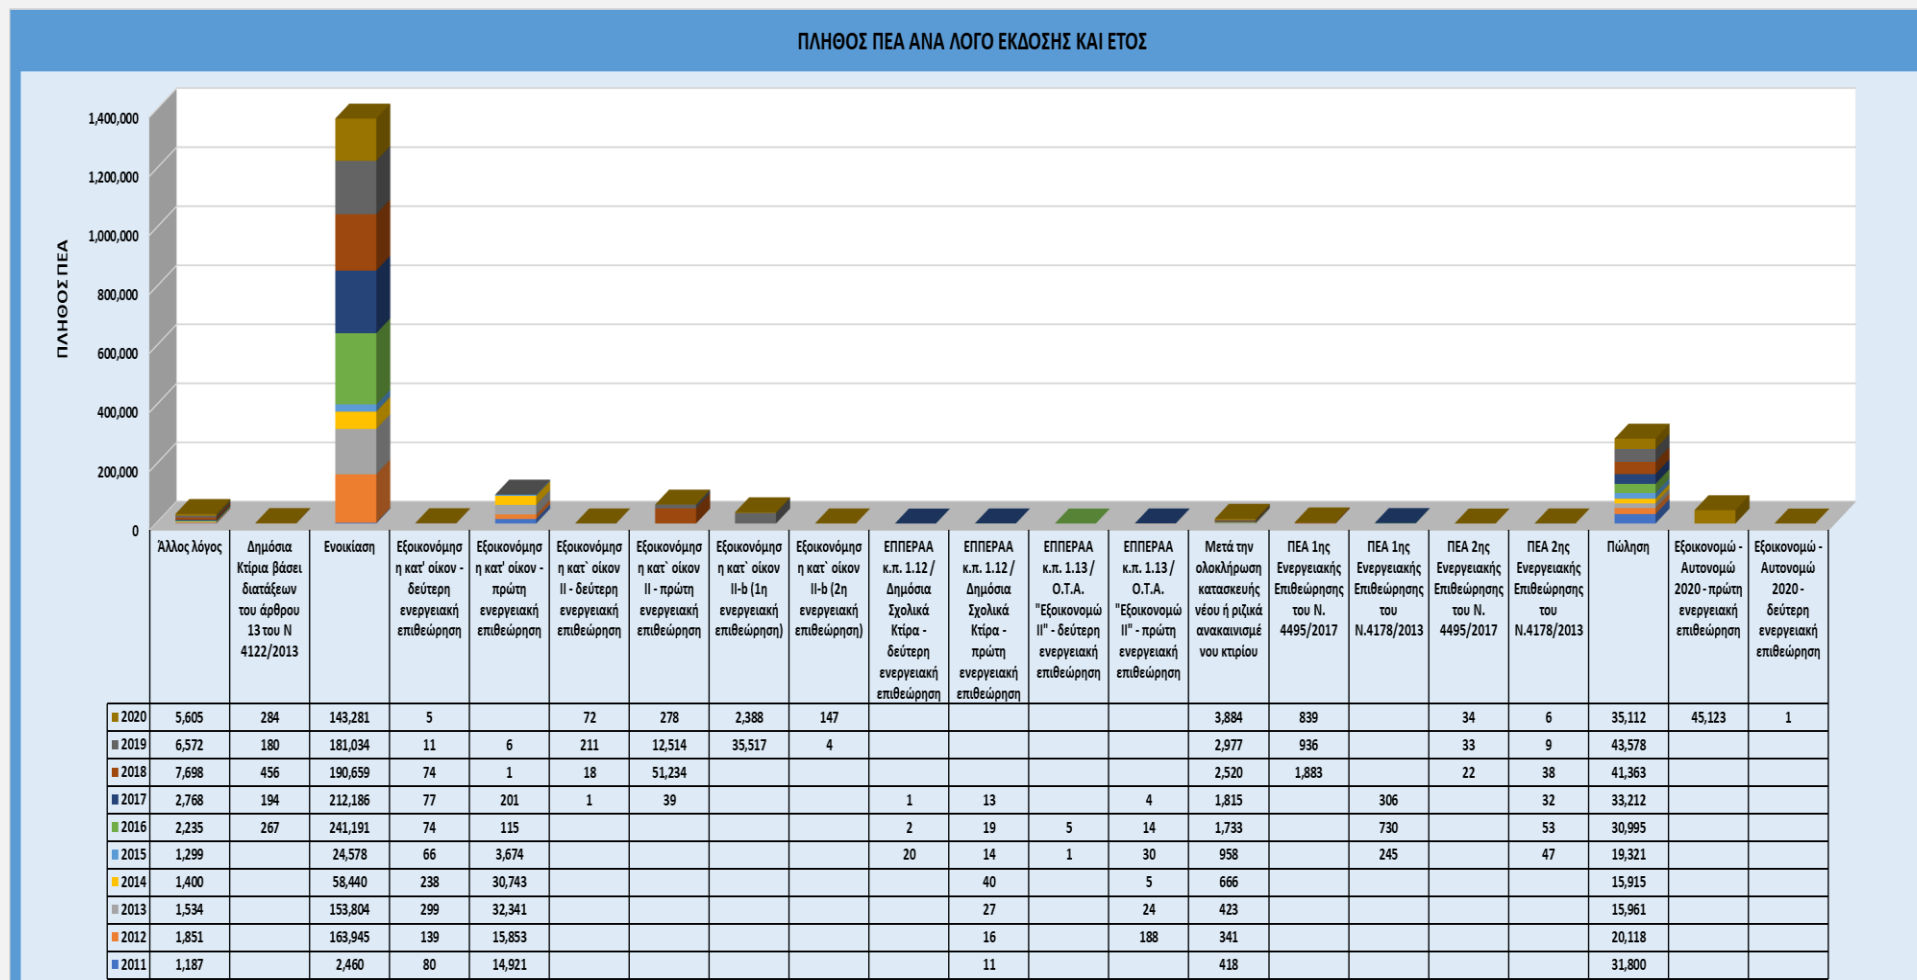 ΠΛΗΘΟΣ ΠΕΑ ΑΝΑ ΛΟΓΟ ΕΚΔΟΣΗΣ ΚΑΙ ΕΤΟΣ
ΠΛΗΘΟΣ ΠΕΑ
1,400,000
1,200,000
1,000,000
800,000
600,000
400,000
200,000
0
Άλλος λόγος
Δημόσια
Κτίρια βάσει
διατάξεων
του άρθρου
13 του Ν
4122/2013
Ενοικίαση
Εξοικονόμησ
η κατ' οίκον -
δεύτερη
ενεργειακή
επιθεώρηση
Εξοικονόμησ
η κατ' οίκον -
πρώτη
ενεργειακή
επιθεώρηση
Εξοικονόμησ
η κατ` οίκον
ΙΙ - δεύτερη
ενεργειακή
επιθεώρηση
Εξοικονόμησ
η κατ` οίκον
ΙΙ - πρώτη
ενεργειακή
επιθεώρηση
Εξοικονόμησ
η κατ` οίκον
ΙΙ-b (1η
ενεργειακή
επιθεώρηση)
Εξοικονόμησ
η κατ` οίκον
ΙΙ-b (2η
ενεργειακή
επιθεώρηση)
ΕΠΠΕΡΑΑ
κ.π. 1.12 /
Δημόσια
Σχολικά
Κτίρα -
δεύτερη
ενεργειακή
επιθεώρηση
ΕΠΠΕΡΑΑ
κ.π. 1.12 /
Δημόσια
Σχολικά
Κτίρα -
πρώτη
ενεργειακή
επιθεώρηση
ΕΠΠΕΡΑΑ
κ.π. 1.13 /
Ο.Τ.Α.
"Εξοικονομώ
ΙΙ" - δεύτερη
ενεργειακή
επιθεώρηση
ΕΠΠΕΡΑΑ
κ.π. 1.13 /
Ο.Τ.Α.
"Εξοικονομώ
ΙΙ" - πρώτη
ενεργειακή
επιθεώρηση
Μετά την
ολοκλήρωση
κατασκευής
νέου ή ριζικά
ανακαινισμέ
νου κτιρίου
ΠΕΑ 1ης
Ενεργειακής
Επιθεώρησης
του Ν.
4495/2017
ΠΕΑ 1ης
Ενεργειακής
Επιθεώρησης
του
Ν.4178/2013
ΠΕΑ 2ης
Ενεργειακής
Επιθεώρησης
του Ν.
4495/2017
ΠΕΑ 2ης
Ενεργειακής
Επιθεώρησης
του
Ν.4178/2013
Πώληση
Εξοικονομώ -
Αυτονομώ
2020 - πρώτη
ενεργειακή
επιθεώρηση
Εξοικονομώ -
Αυτονομώ
2020 -
δεύτερη
ενεργειακή
επιθεώρηση
2020 5,605 284 143,281 5 72 278 2,388 147 3,884 839 34 6 35,112 45,123 1
2019 6,572 180 181,034 11 6 211 12,514 35,517 4 2,977 936 33 9 43,578
2018 7,698 456 190,659 74 1 18 51,234 2,520 1,883 22 38 41,363
2017 2,768 194 212,186 77 201 1 39 1 13 4 1,815 306 32 33,212
2016 2,235 267 241,191 74 115 2 19 5 14 1,733 730 53 30,995
2015 1,299 24,578 66 3,674 20 14 1 30 958 245 47 19,321
2014 1,400 58,440 238 30,743 40 5 666 15,915
2013 1,534 153,804 299 32,341 27 24 423 15,961
2012 1,851 163,945 139 15,853 16 188 341 20,118
2011 1,187 2,460 80 14,921 11 418 31,800